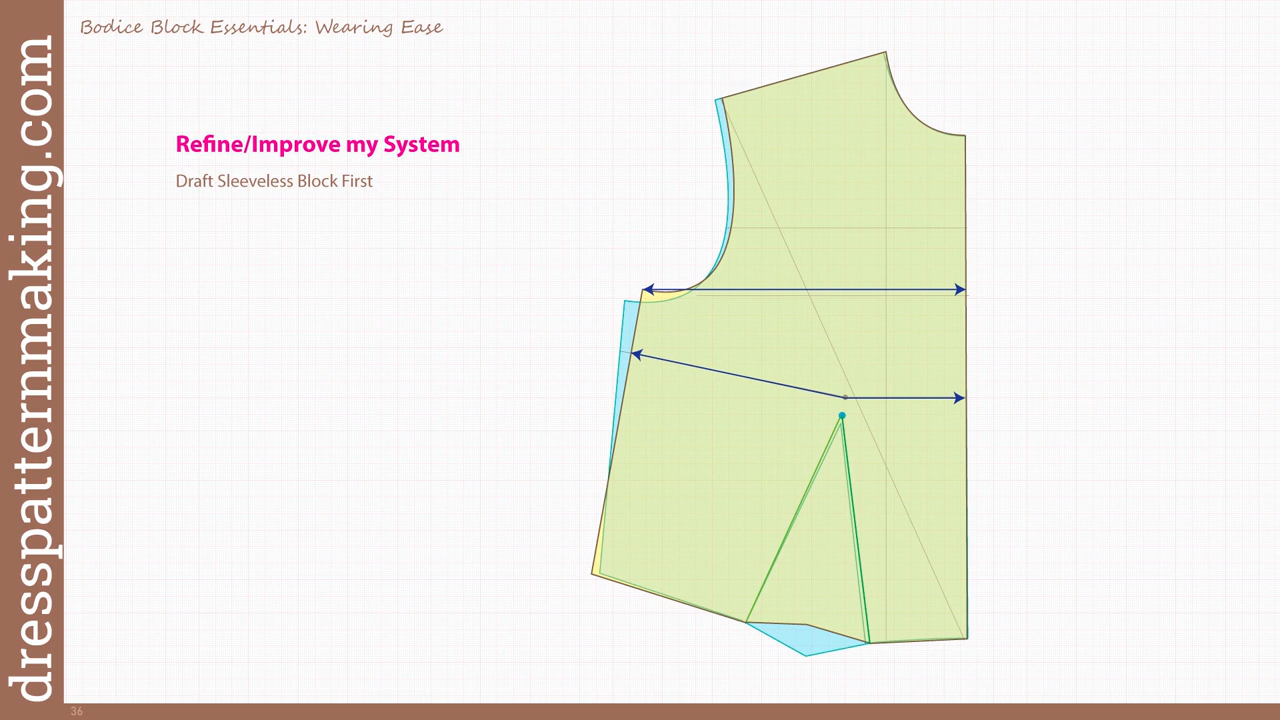 Bodice Block Essentials: Wearing Ease
dresspatternmaking.com
Refine/Improve my System
Draft Sleeveless Block First
36